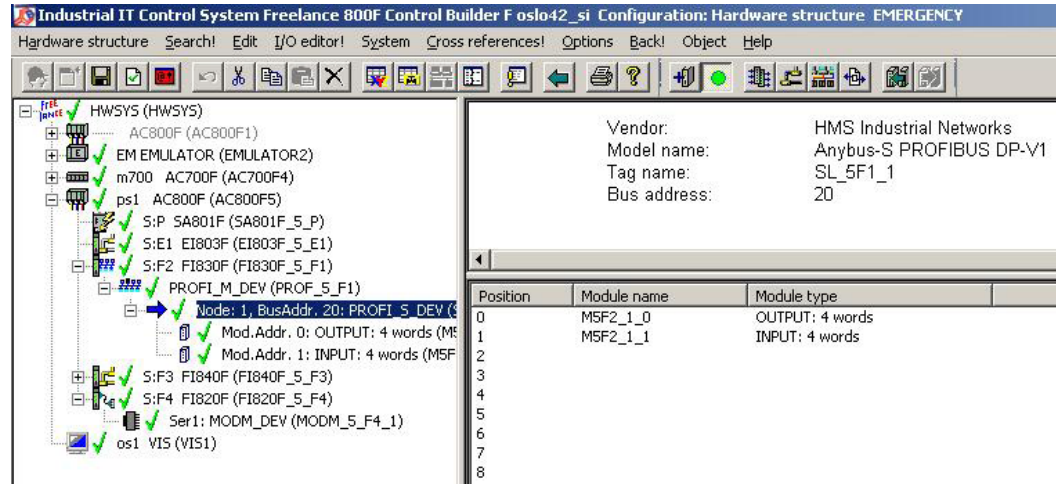 Industrial IT Control System Freelance 800F Control Builder F oslo42_si Configuration: Hardware structure EMERGENCY
Hardware structure Search! Edit I/O editor! System Cross references! Options Back! Object Help
FREE
LANCE HWSYS (HWSYS)
AC800F (AC800F1)
EM EMULATOR (EMULATOR2)
m700 AC700F (AC700F4)
ps1 AC800F (AC800F5)
S:P SA801F (SA801F_5_P)
S:E1 EI803F (EI803F_5_E1)
S:F2 FI830F (FI830F_5_F1)
PROFI_M_DEV (PROF_5_F1)
Node: 1, BusAddr. 20: PROFI_S_DEV (S
Mod.Addr. 0: OUTPUT: 4 words (M5
Mod.Addr. 1: INPUT: 4 words (M5F
S:F3 FI840F (FI840F_5_F3)
S:F4 FI820F (FI820F_5_F4)
Ser1: MODM_DEV (MODM_5_F4_1)
os1 VIS (VIS1)
Vendor: HMS Industrial Networks
Model name: Anybus-S PROFIBUS DP-V1
Tag name: SL_5F1_1
Bus address: 20
Position Module name Module type
0 M5F2_1_0 OUTPUT: 4 words
1 M5F2_1_1 INPUT: 4 words
2
3
4
5
6
7
8